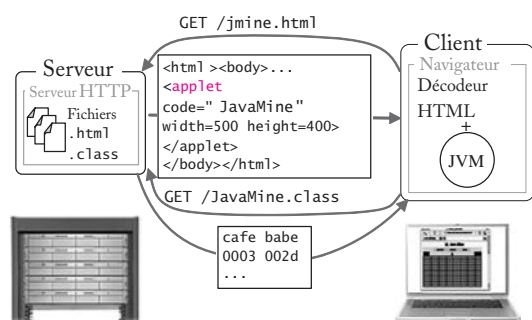 GET /jmine.html
Serveur
Serveur HTTP
Fichiers
.html
.class
<html ><body>...
<applet
code=" JavaMine"
width=500 height=400>
</applet>
</body></html>
Client
Navigateur
Décodeur
HTML
+
JVM
GET /JavaMine.class
cafe babe
0003 002d
...